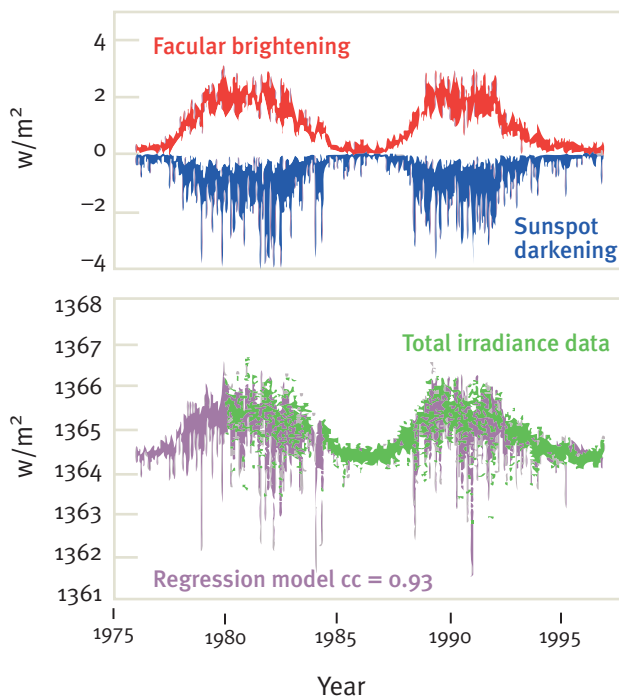 4
Facular brightening
2
w/m²
0
−2
Sunspot
darkening
−4
1368
1367
Total irradiance data
1366
1365
w/m²
1364
1363
1362
Regression model cc = 0.93
1361
1975
1980
1985
1990
1995
Year